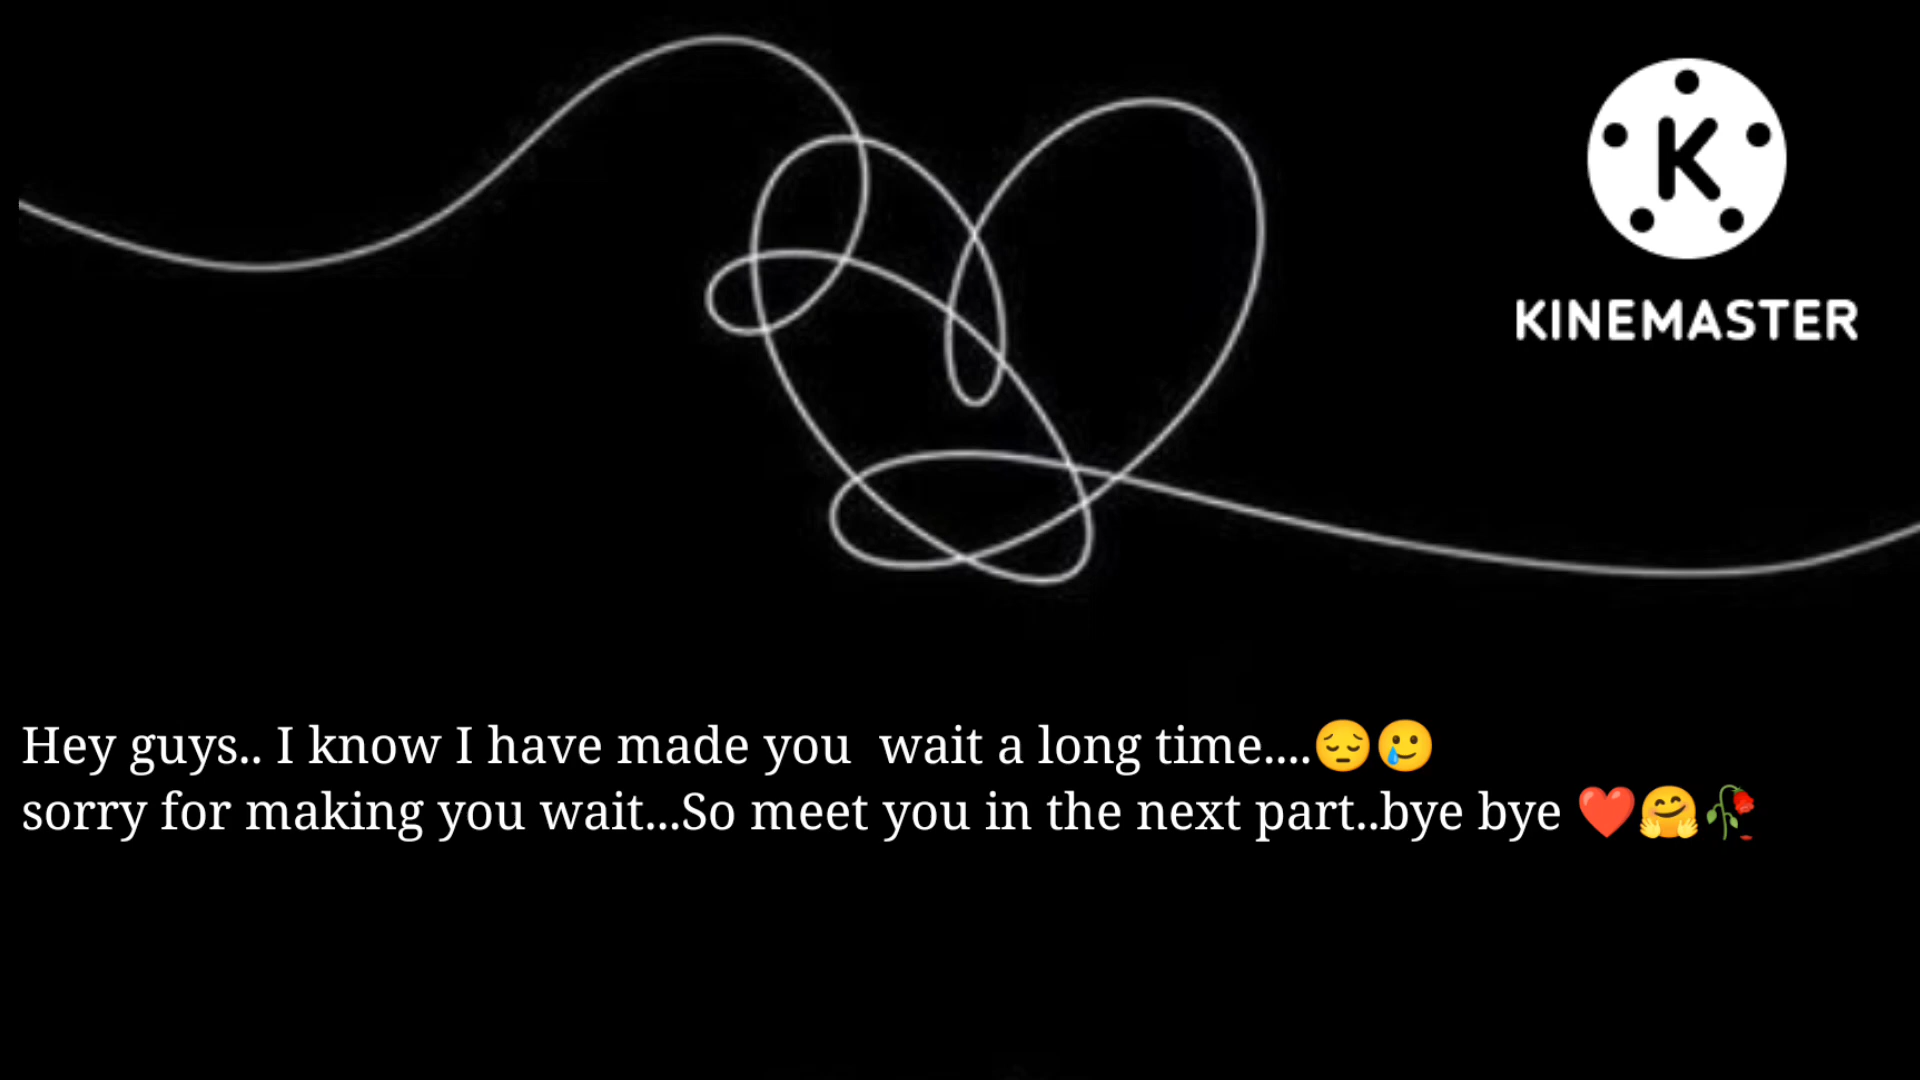 K
KINEMASTER
Hey guys.. I know I have made you  wait a long time....😔🥲
sorry for making you wait...So meet you in the next part..bye bye ❤️🤗🥀